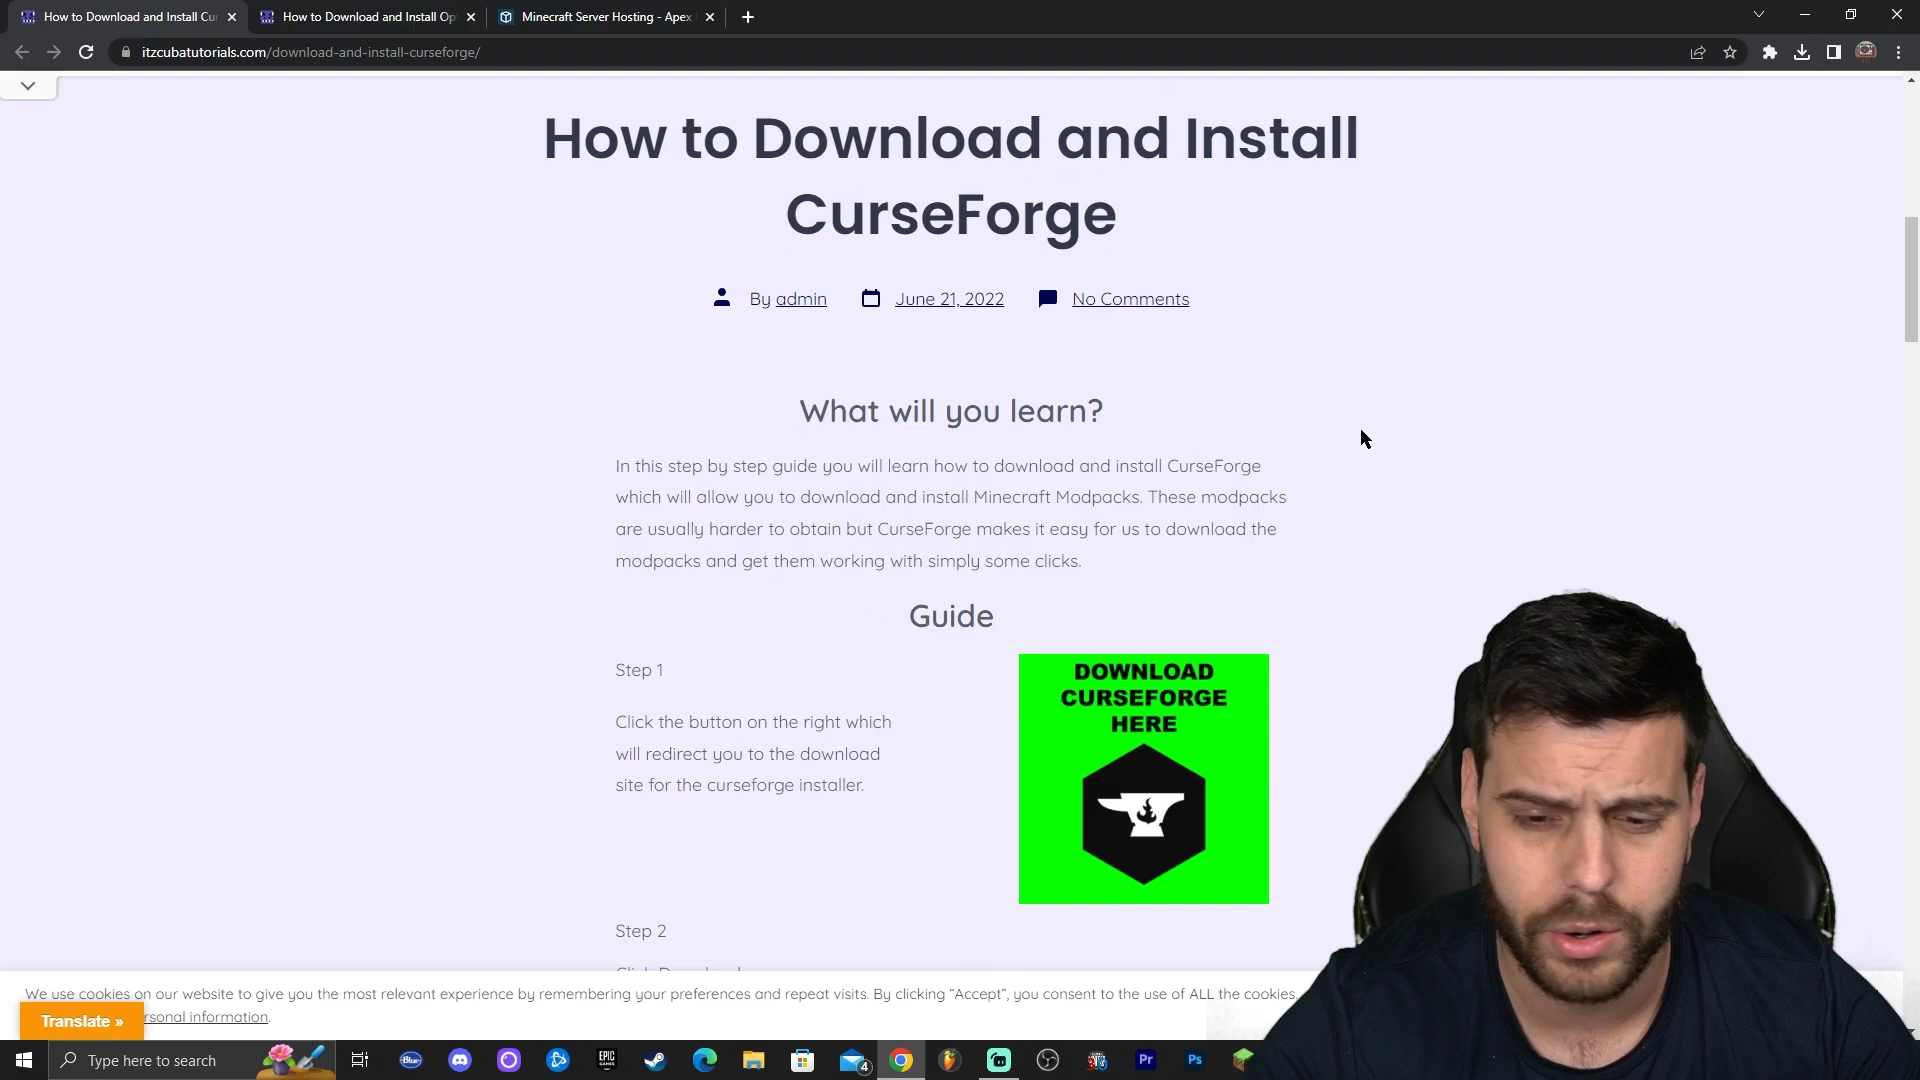 How to Download and Install Cur
How to Download and Install Op
Minecraft Server Hosting - Apex
itzcubatutorials.com/download-and-install-curseforge/
How to Download and Install
CurseForge
By admin
June 21, 2022
No Comments
What will you learn?
In this step by step guide you will learn how to download and install CurseForge
which will allow you to download and install Minecraft Modpacks. These modpacks
are usually harder to obtain but CurseForge makes it easy for us to download the
modpacks and get them working with simply some clicks.
Guide
Step 1
Click the button on the right which
will redirect you to the download
site for the curseforge installer.
DOWNLOAD
CURSEFORGE
HERE
Step 2
We use cookies on our website to give you the most relevant experience by remembering your preferences and repeat visits. By clicking “Accept”, you consent to the use of ALL the cookies.
rsonal information.
Translate »
Type here to search
Blue
EPIC
GAMES
4
Pr
Ps